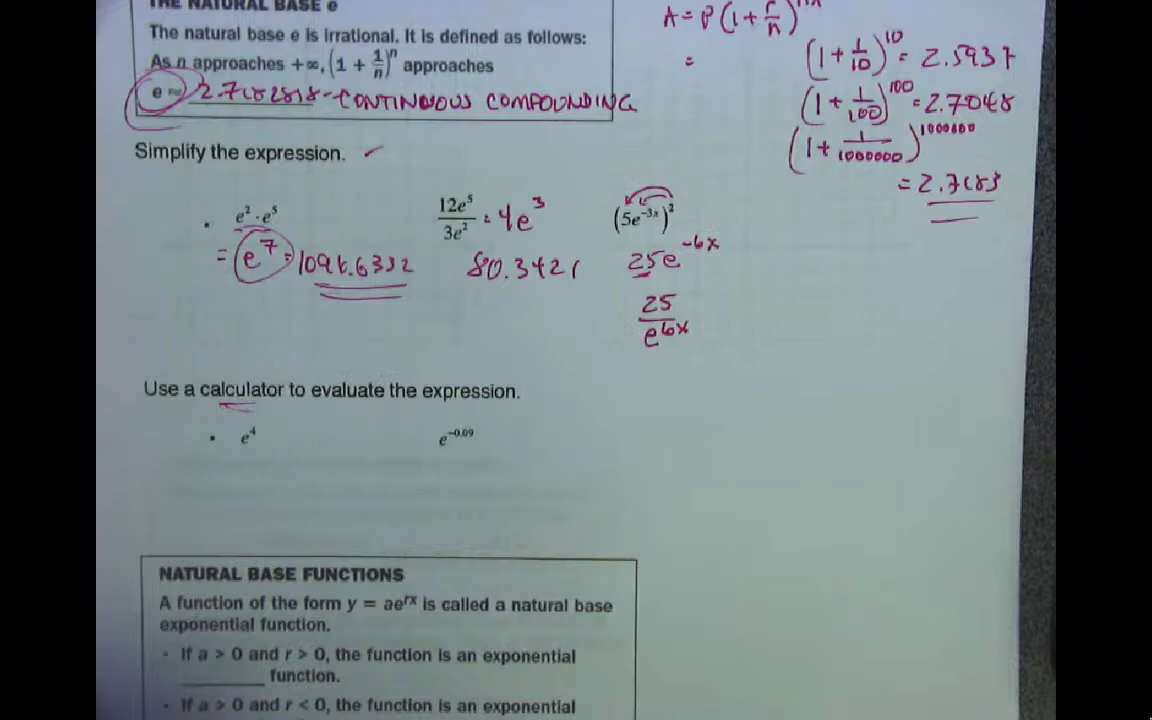 THE NATURAL BASE e
The natural base e is irrational. It is defined as follows:
As n approaches +∞, (1 + 1/n)^n approaches
e ≈ 2.7182818 - CONTINUOUS COMPOUNDING
A = P(1 + r/n)
=
(1 + 1/10)^10 = 2.5937
(1 + 1/100)^100 = 2.7048
(1 + 1/1000000)^1000000
= 2.7183
Simplify the expression.
• e^2 · e^5
= e^7 = 1096.6332
12e^5/3e^2 = 4e^3
80.3421
(5e^-3x)^2
25e^-6x
25/e^6x
Use a calculator to evaluate the expression.
• e^4 e^-0.09
NATURAL BASE FUNCTIONS
A function of the form y = ae^rx is called a natural base
exponential function.
• If a > 0 and r > 0, the function is an exponential
________ function.
• If a > 0 and r < 0, the function is an exponential